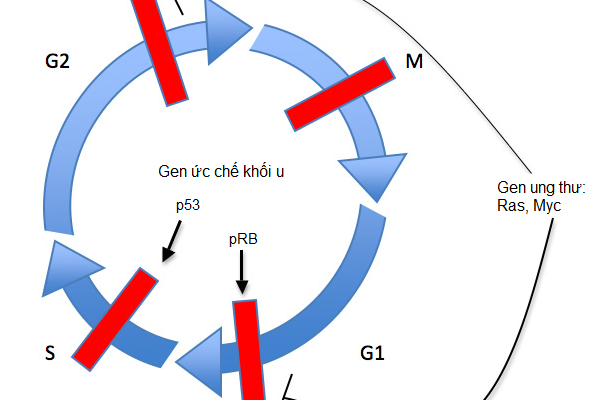 G2
M
Gen ức chế khối u
p53
Gen ung thư:
Ras, Myc
pRB
S
G1